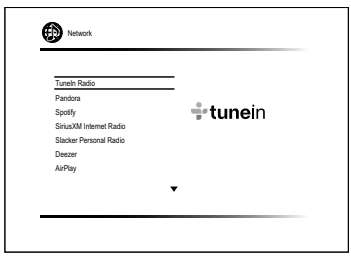 Network
TuneIn Radio
Pandora
Spotify
SiriusXM Internet Radio
Slacker Personal Radio
Deezer
AirPlay
tunein